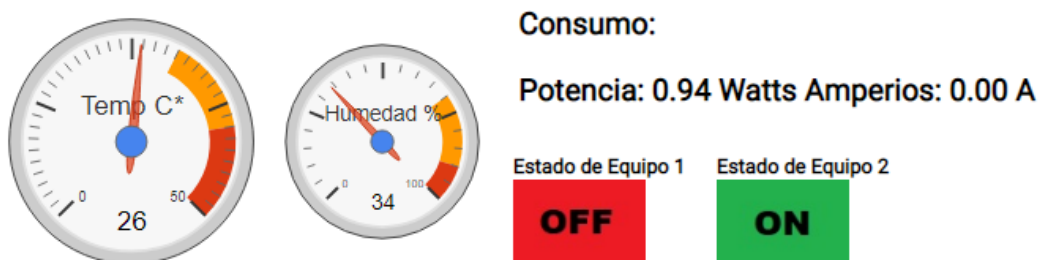 Temp C*
0
50
26
Humedad %
0
100
34
Consumo:
Potencia: 0.94 Watts Amperios: 0.00 A
Estado de Equipo 1
OFF
Estado de Equipo 2
ON